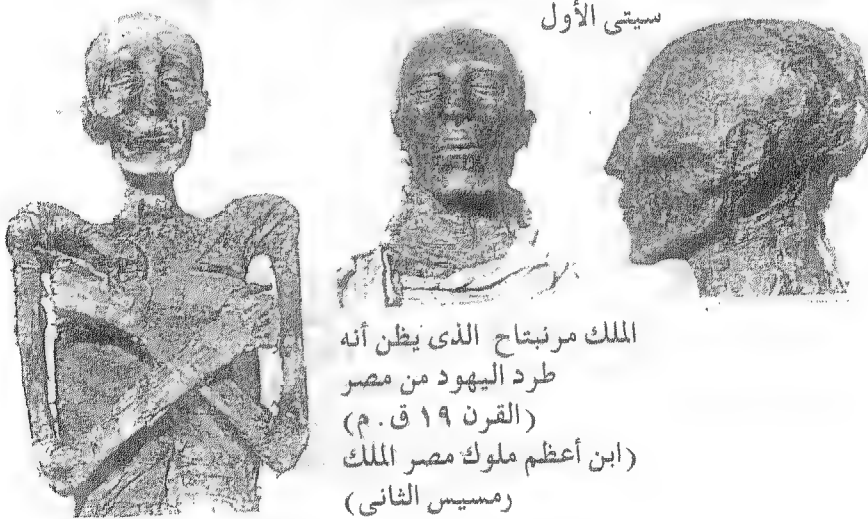 سيتى الأول
الملك مرنبتاح الذى يظن أنه
طرد اليهود من مصر
(القرن ١٩ ق.م)
(ابن أعظم ملوك مصر الملك
رمسيس الثانى)